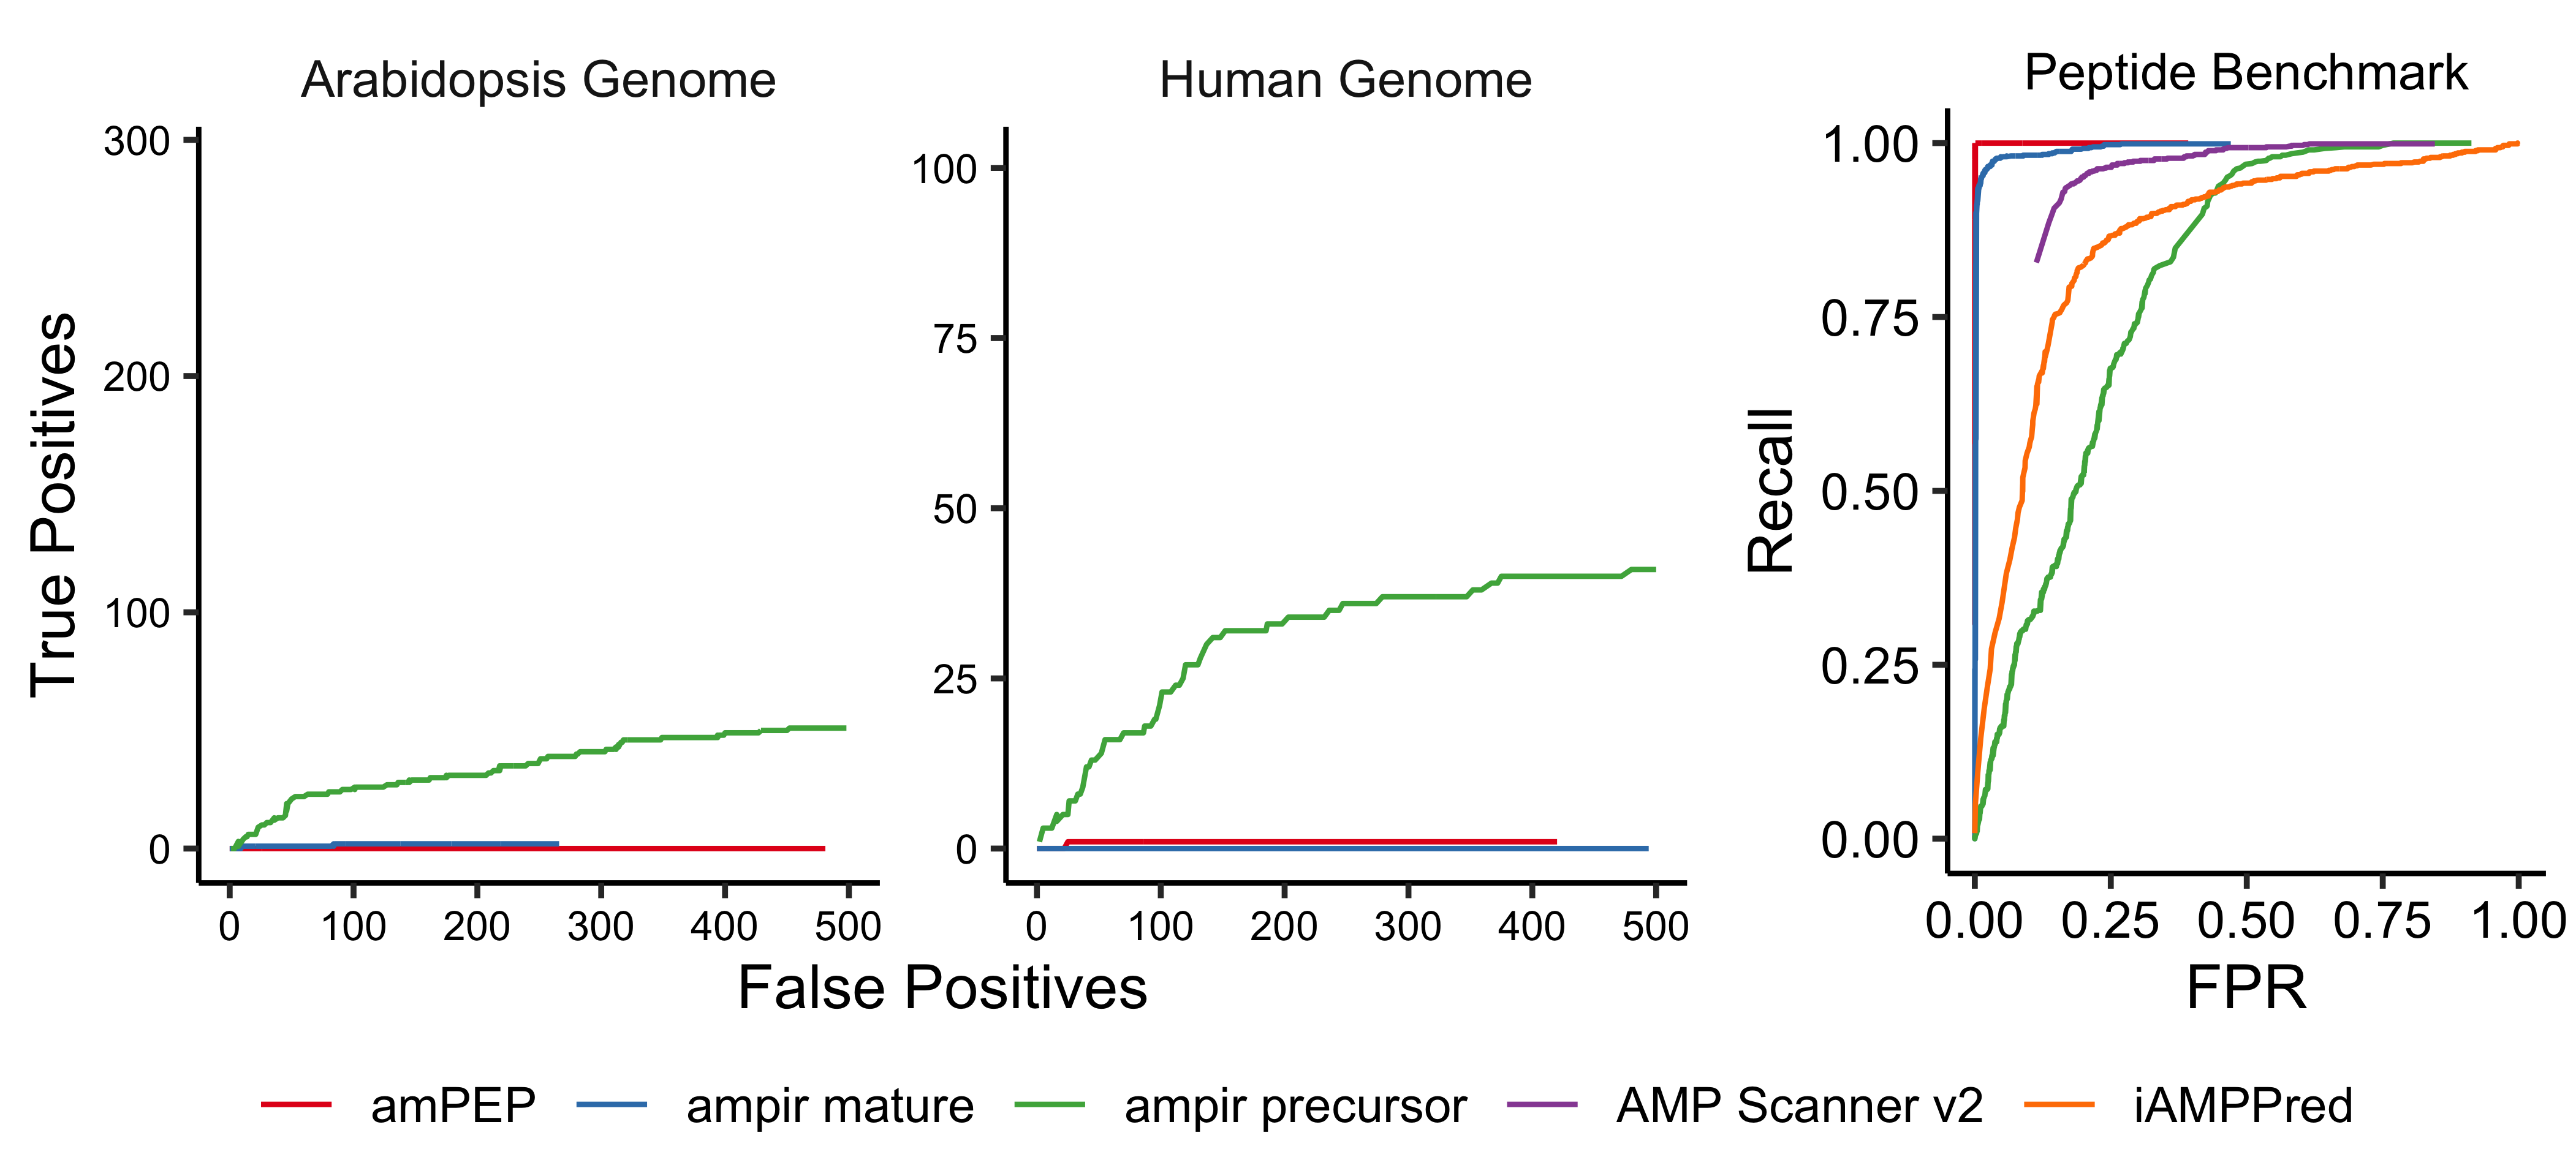 Arabidopsis Genome
Human Genome
Peptide Benchmark
True Positives
300
200
100
0
0 100 200 300 400 500
100
75
50
25
0
0 100 200 300 400 500
False Positives
Recall
1.00
0.75
0.50
0.25
0.00
0.00 0.25 0.50 0.75 1.00
FPR
amPEP ampir mature ampir precursor AMP Scanner v2 iAMPPred